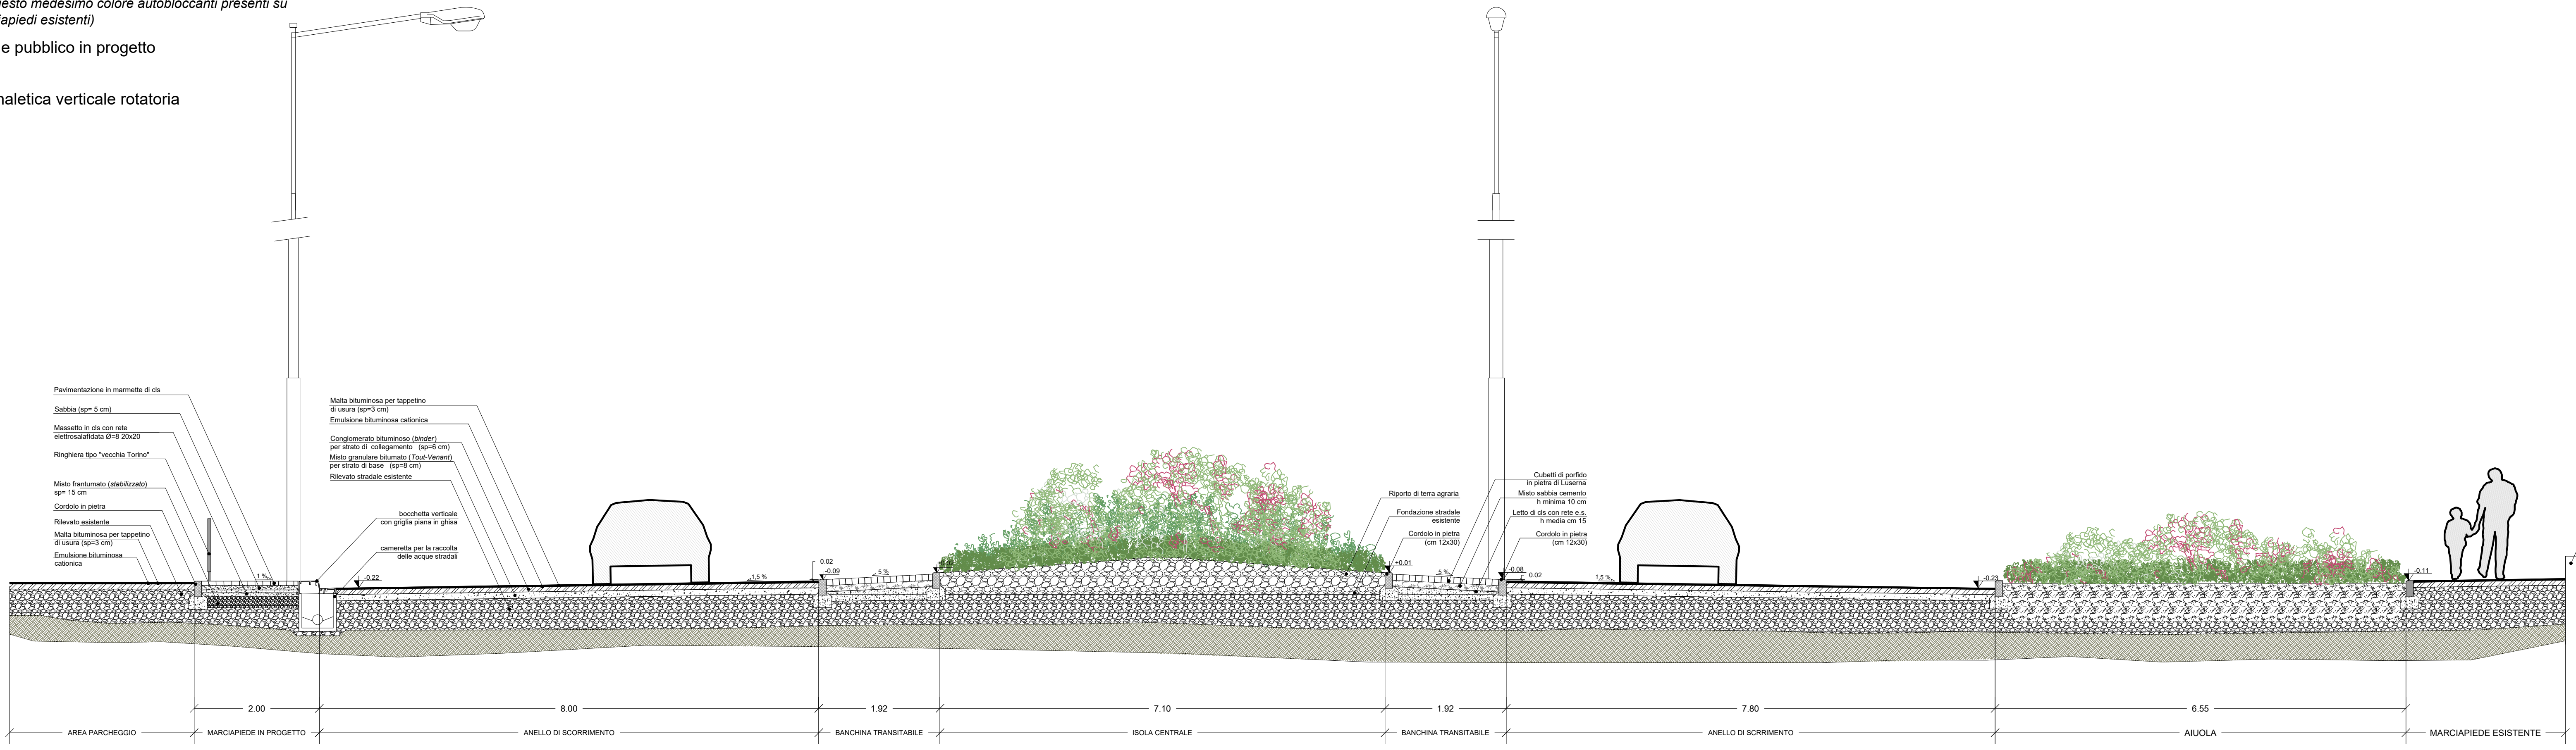 uesto medesimo colore autobloccanti presenti su
iapiedi esistenti)
e pubblico in progetto
naletica verticale rotatoria
Pavimentazione in marmette di cls
Sabbia (sp= 5 cm)
Massetto in cls con rete
elettrosalafidata Ø=8 20x20
Ringhiera tipo "vecchia Torino"
Misto frantumato (stabilizzato)
sp= 15 cm
Cordolo in pietra
Rilevato esistente
Malta bituminosa per tappetino
di usura (sp=3 cm)
Emulsione bituminosa
cationica
Malta bituminosa per tappetino
di usura (sp=3 cm)
Emulsione bituminosa cationica
Conglomerato bituminoso (binder)
per strato di collegamento (sp=6 cm)
Misto granulare bitumato (Tout-Venant)
per strato di base (sp=8 cm)
Rilevato stradale esistente
bocchetta verticale
con griglia piana in ghisa
cameretta per la raccolta
delle acque stradali
Riporto di terra agraria
Fondazione stradale
esistente
Cordolo in pietra
(cm 12x30)
Cubetti di porfido
in pietra di Luserna
Misto sabbia cemento
h minima 10 cm
Letto di cls con rete e.s.
h media cm 15
Cordolo in pietra
(cm 12x30)
1 %
-0.22
1,5 %
0.02
-0.09
5 %
+0.02
+0.01
5 %
-0.08
0.02
1,5 %
-0.23
-0.11
2.00
8.00
1.92
7.10
1.92
7.80
6.55
AREA PARCHEGGIO
MARCIAPIEDE IN PROGETTO
ANELLO DI SCORRIMENTO
BANCHINA TRANSITABILE
ISOLA CENTRALE
BANCHINA TRANSITABILE
ANELLO DI SCRRIMENTO
AIUOLA
MARCIAPIEDE ESISTENTE